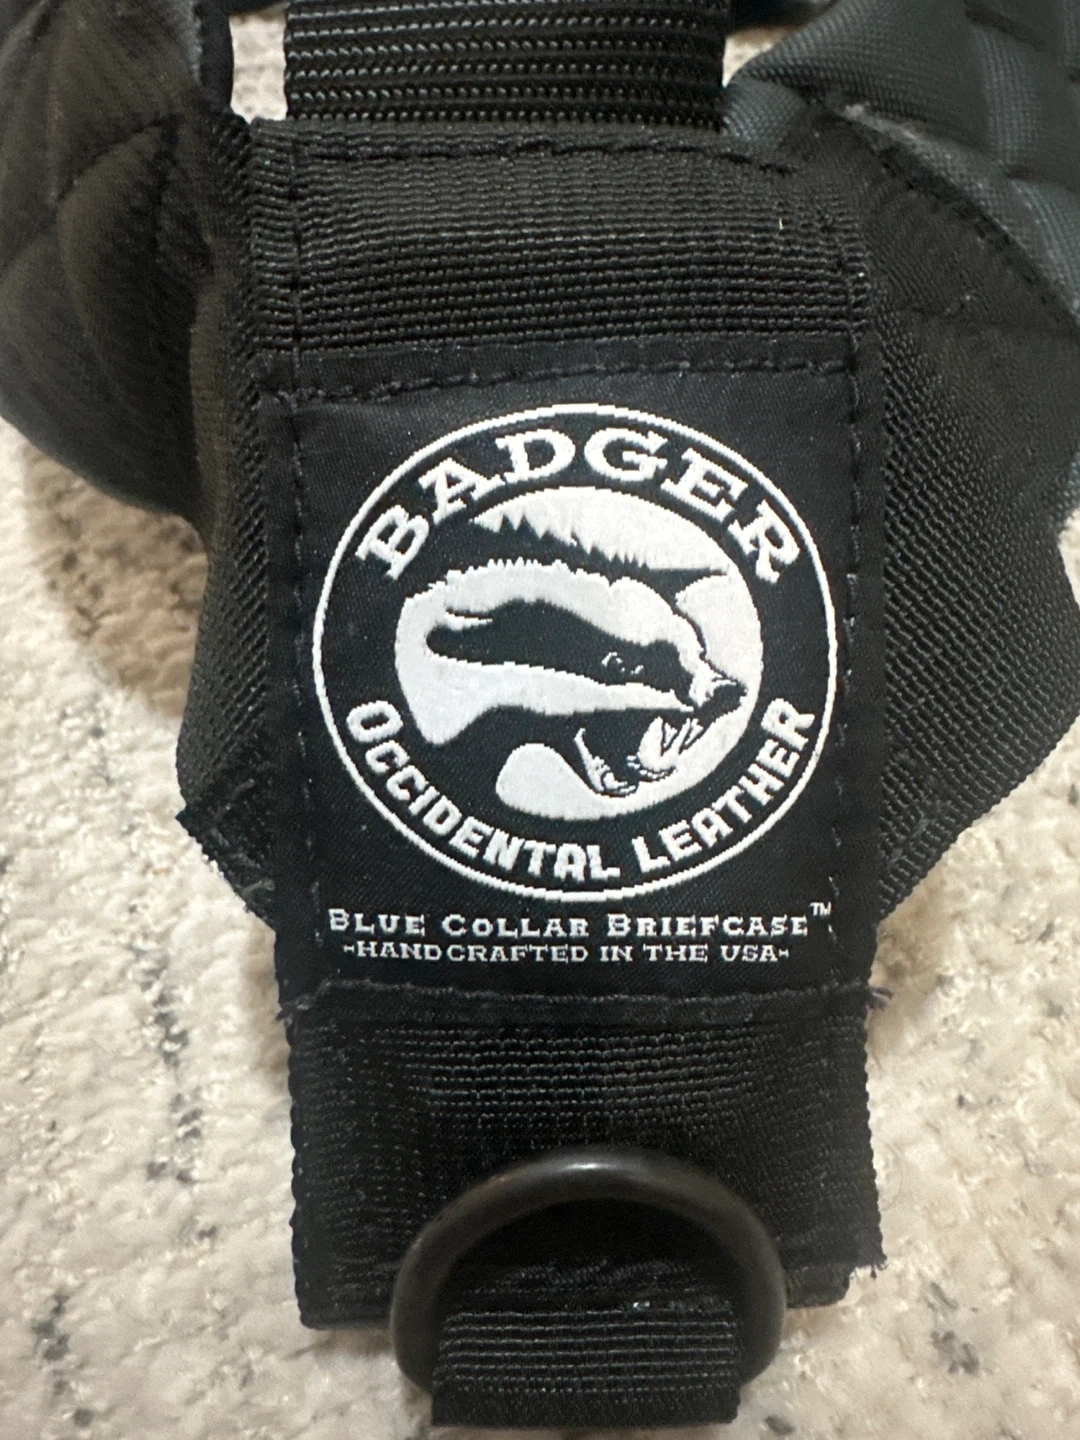 BADGER
OCCIDENTAL LEATHER
BLUE COLLAR BRIEFCASE™
-HANDCRAFTED IN THE USA-